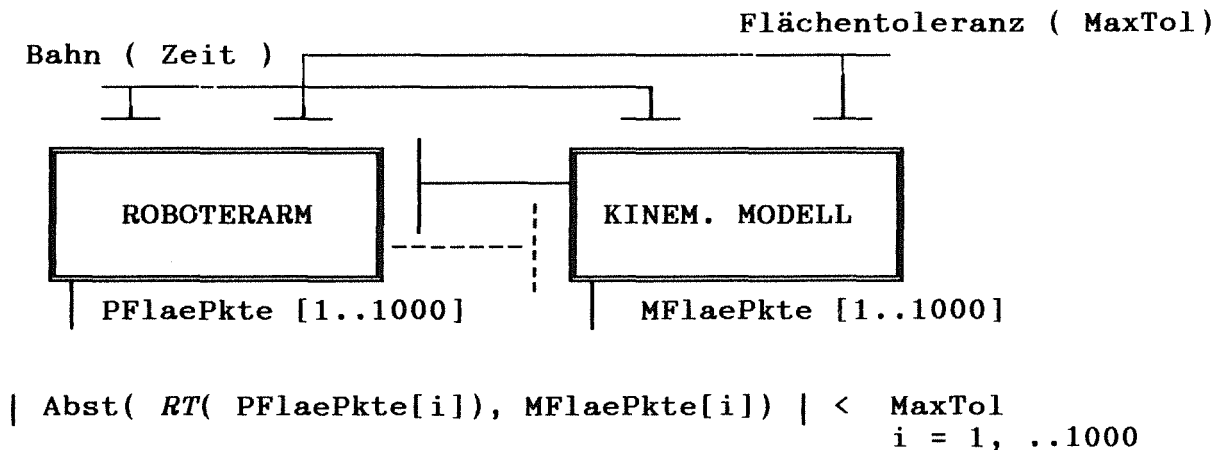 Flächentoleranz ( MaxTol)
Bahn ( Zeit )
ROBOTERARM
KINEM. MODELL
PFlaePkte [1..1000]
MFlaePkte [1..1000]
| Abst( RT( PFlaePkte[i]), MFlaePkte[i]) | < MaxTol
i = 1, ..1000